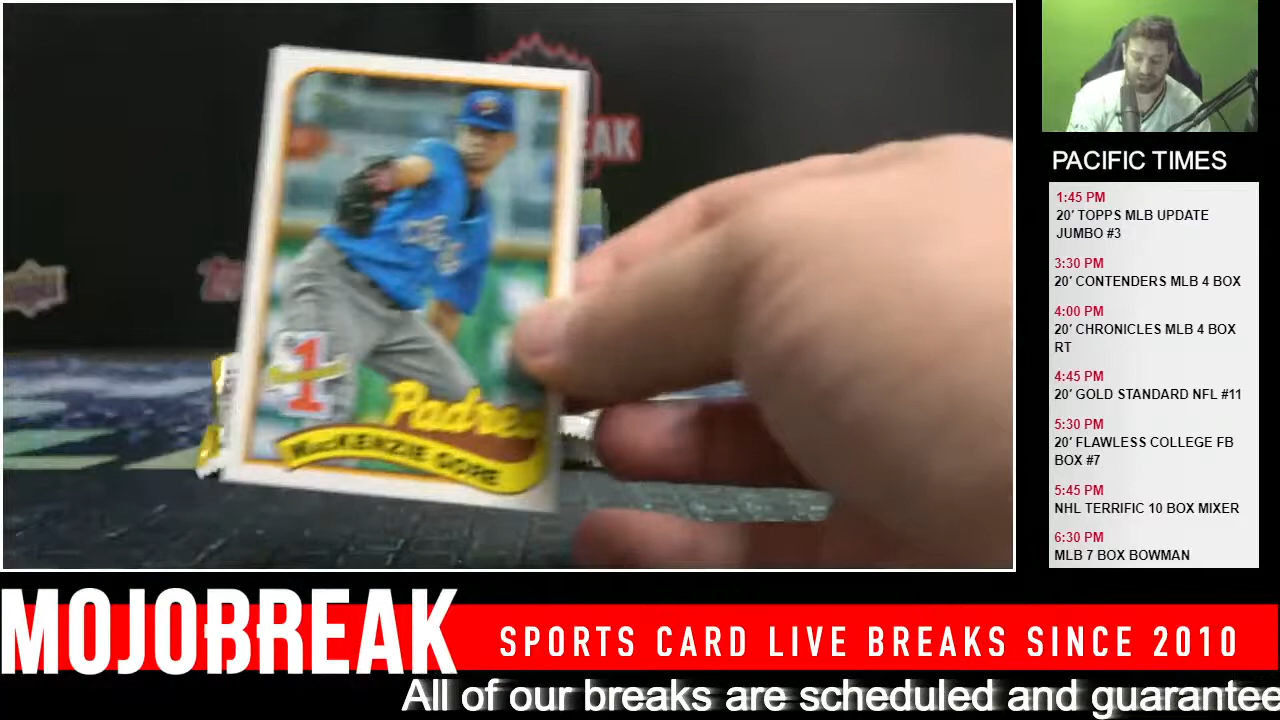 EAK
#1
Padres
MacKENZIE GORE
PACIFIC TIMES
1:45 PM
20' TOPPS MLB UPDATE
JUMBO #3
3:30 PM
20' CONTENDERS MLB 4 BOX
4:00 PM
20' CHRONICLES MLB 4 BOX
RT
4:45 PM
20' GOLD STANDARD NFL #11
5:30 PM
20' FLAWLESS COLLEGE FB
BOX #7
5:45 PM
NHL TERRIFIC 10 BOX MIXER
6:30 PM
MLB 7 BOX BOWMAN
MOJOBREAK
SPORTS CARD LIVE BREAKS SINCE 2010
All of our breaks are scheduled and guarantee